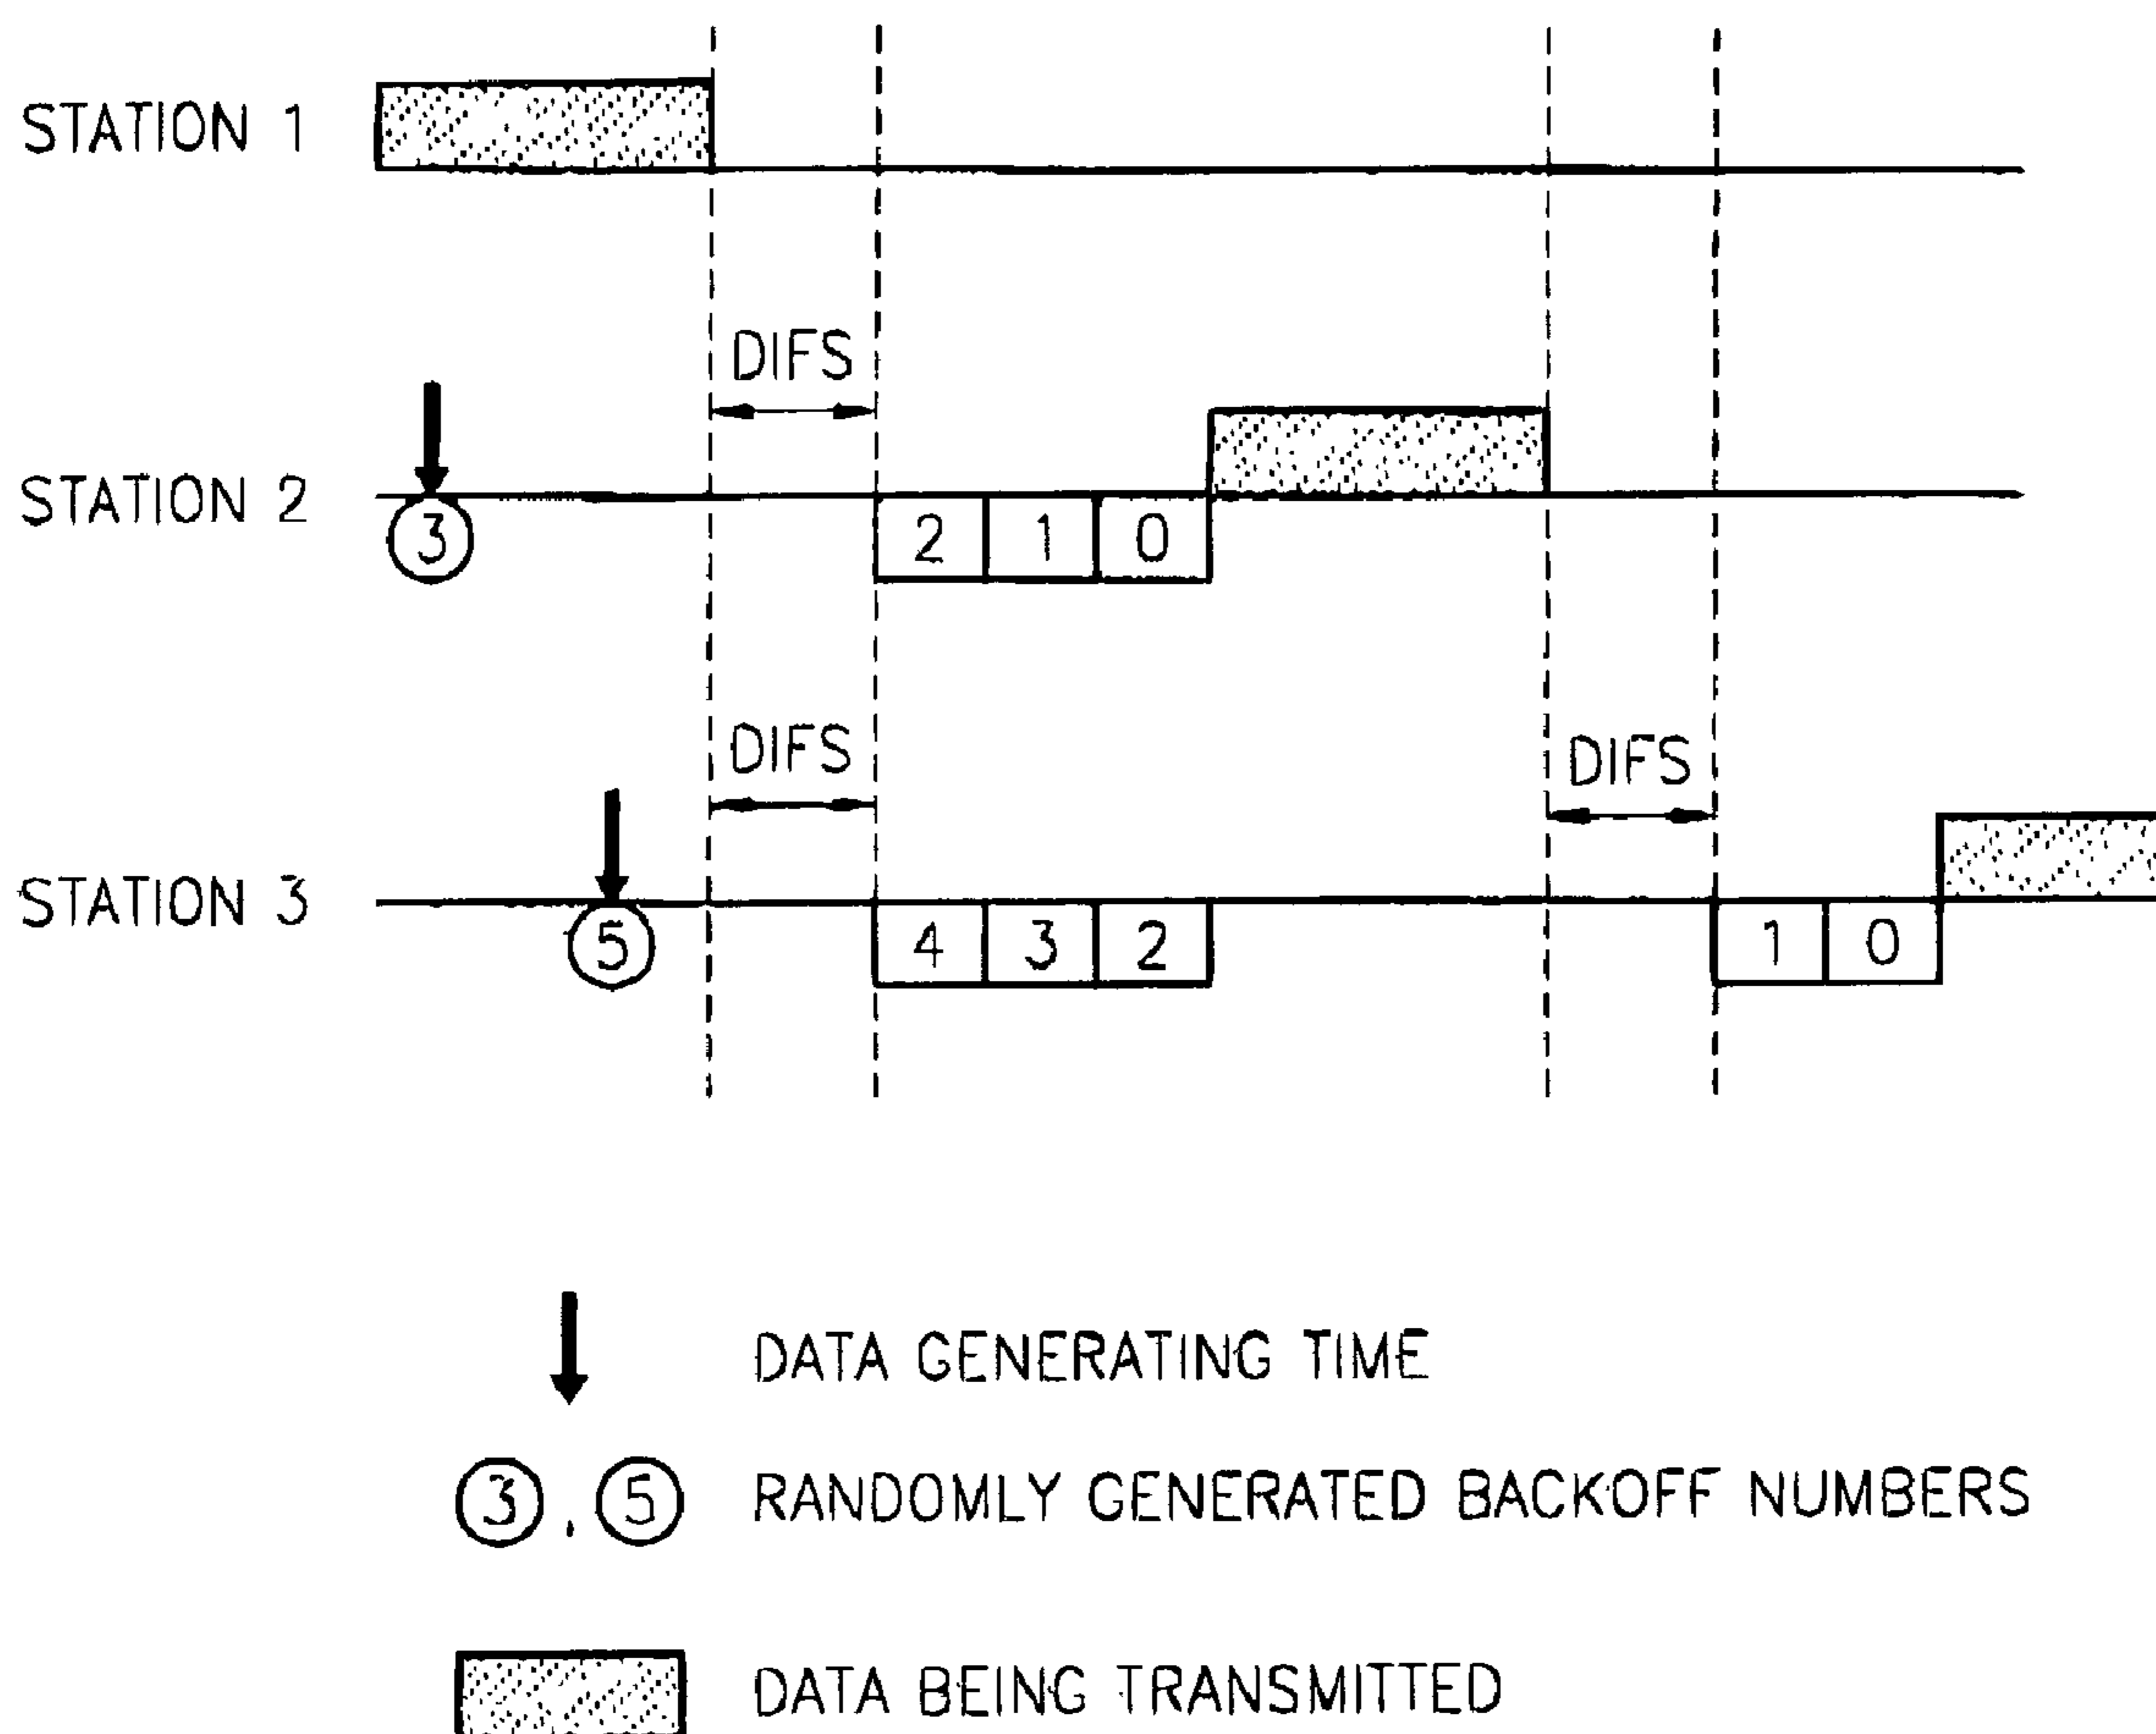 STATION 1
DIFS
STATION 2
3
2 1 0
DIFS
DIFS
STATION 3
5
4 3 2
1 0
DATA GENERATING TIME
3 , 5 RANDOMLY GENERATED BACKOFF NUMBERS
DATA BEING TRANSMITTED